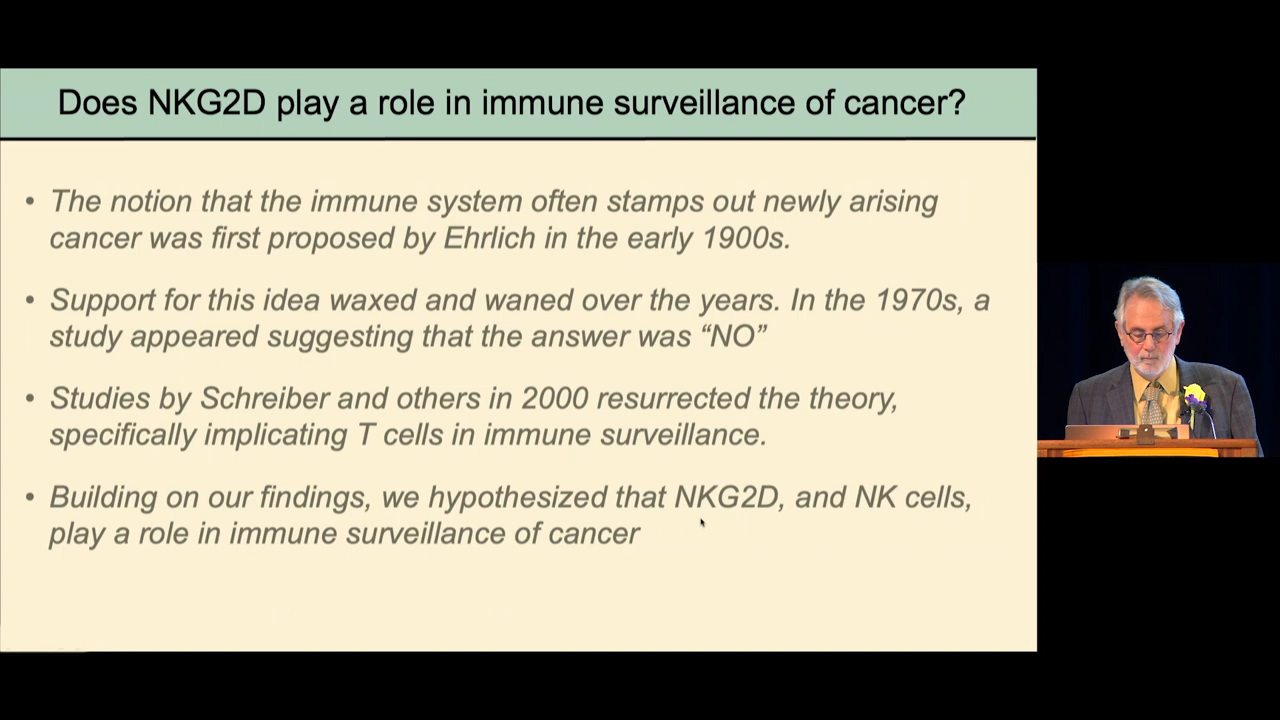 Does NKG2D play a role in immune surveillance of cancer?
• The notion that the immune system often stamps out newly arising
cancer was first proposed by Ehrlich in the early 1900s.
• Support for this idea waxed and waned over the years. In the 1970s, a
study appeared suggesting that the answer was “NO”
• Studies by Schreiber and others in 2000 resurrected the theory,
specifically implicating T cells in immune surveillance.
• Building on our findings, we hypothesized that NKG2D, and NK cells,
play a role in immune surveillance of cancer